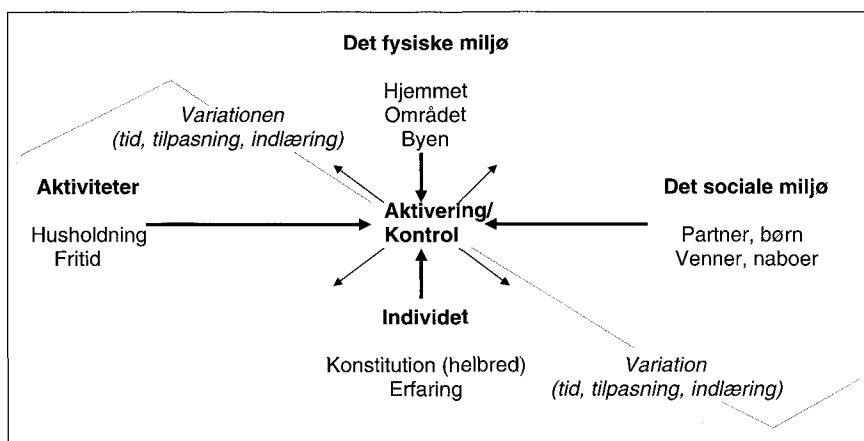 Det fysiske miljø
Hjemmet
Området
Byen
Variationen
(tid, tilpasning, indlæring)
Aktiviteter
Husholdning
Fritid
Aktivering/
Kontrol
Det sociale miljø
Partner, børn
Venner, naboer
Individet
Konstitution (helbred)
Erfaring
Variation
(tid, tilpasning, indlæring)